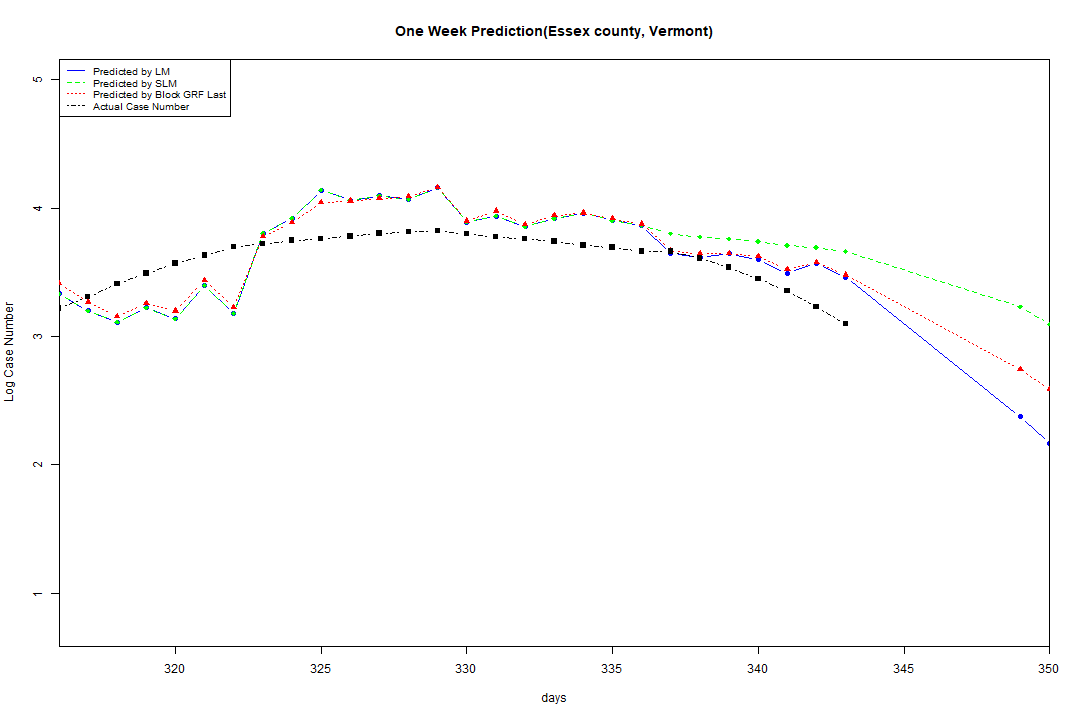 One Week Prediction(Essex county, Vermont)
Predicted by LM
Predicted by SLM
Predicted by Block GRF Last
Actual Case Number
5
4
3
2
1
Log Case Number
320 325 330 335 340 345 350
days